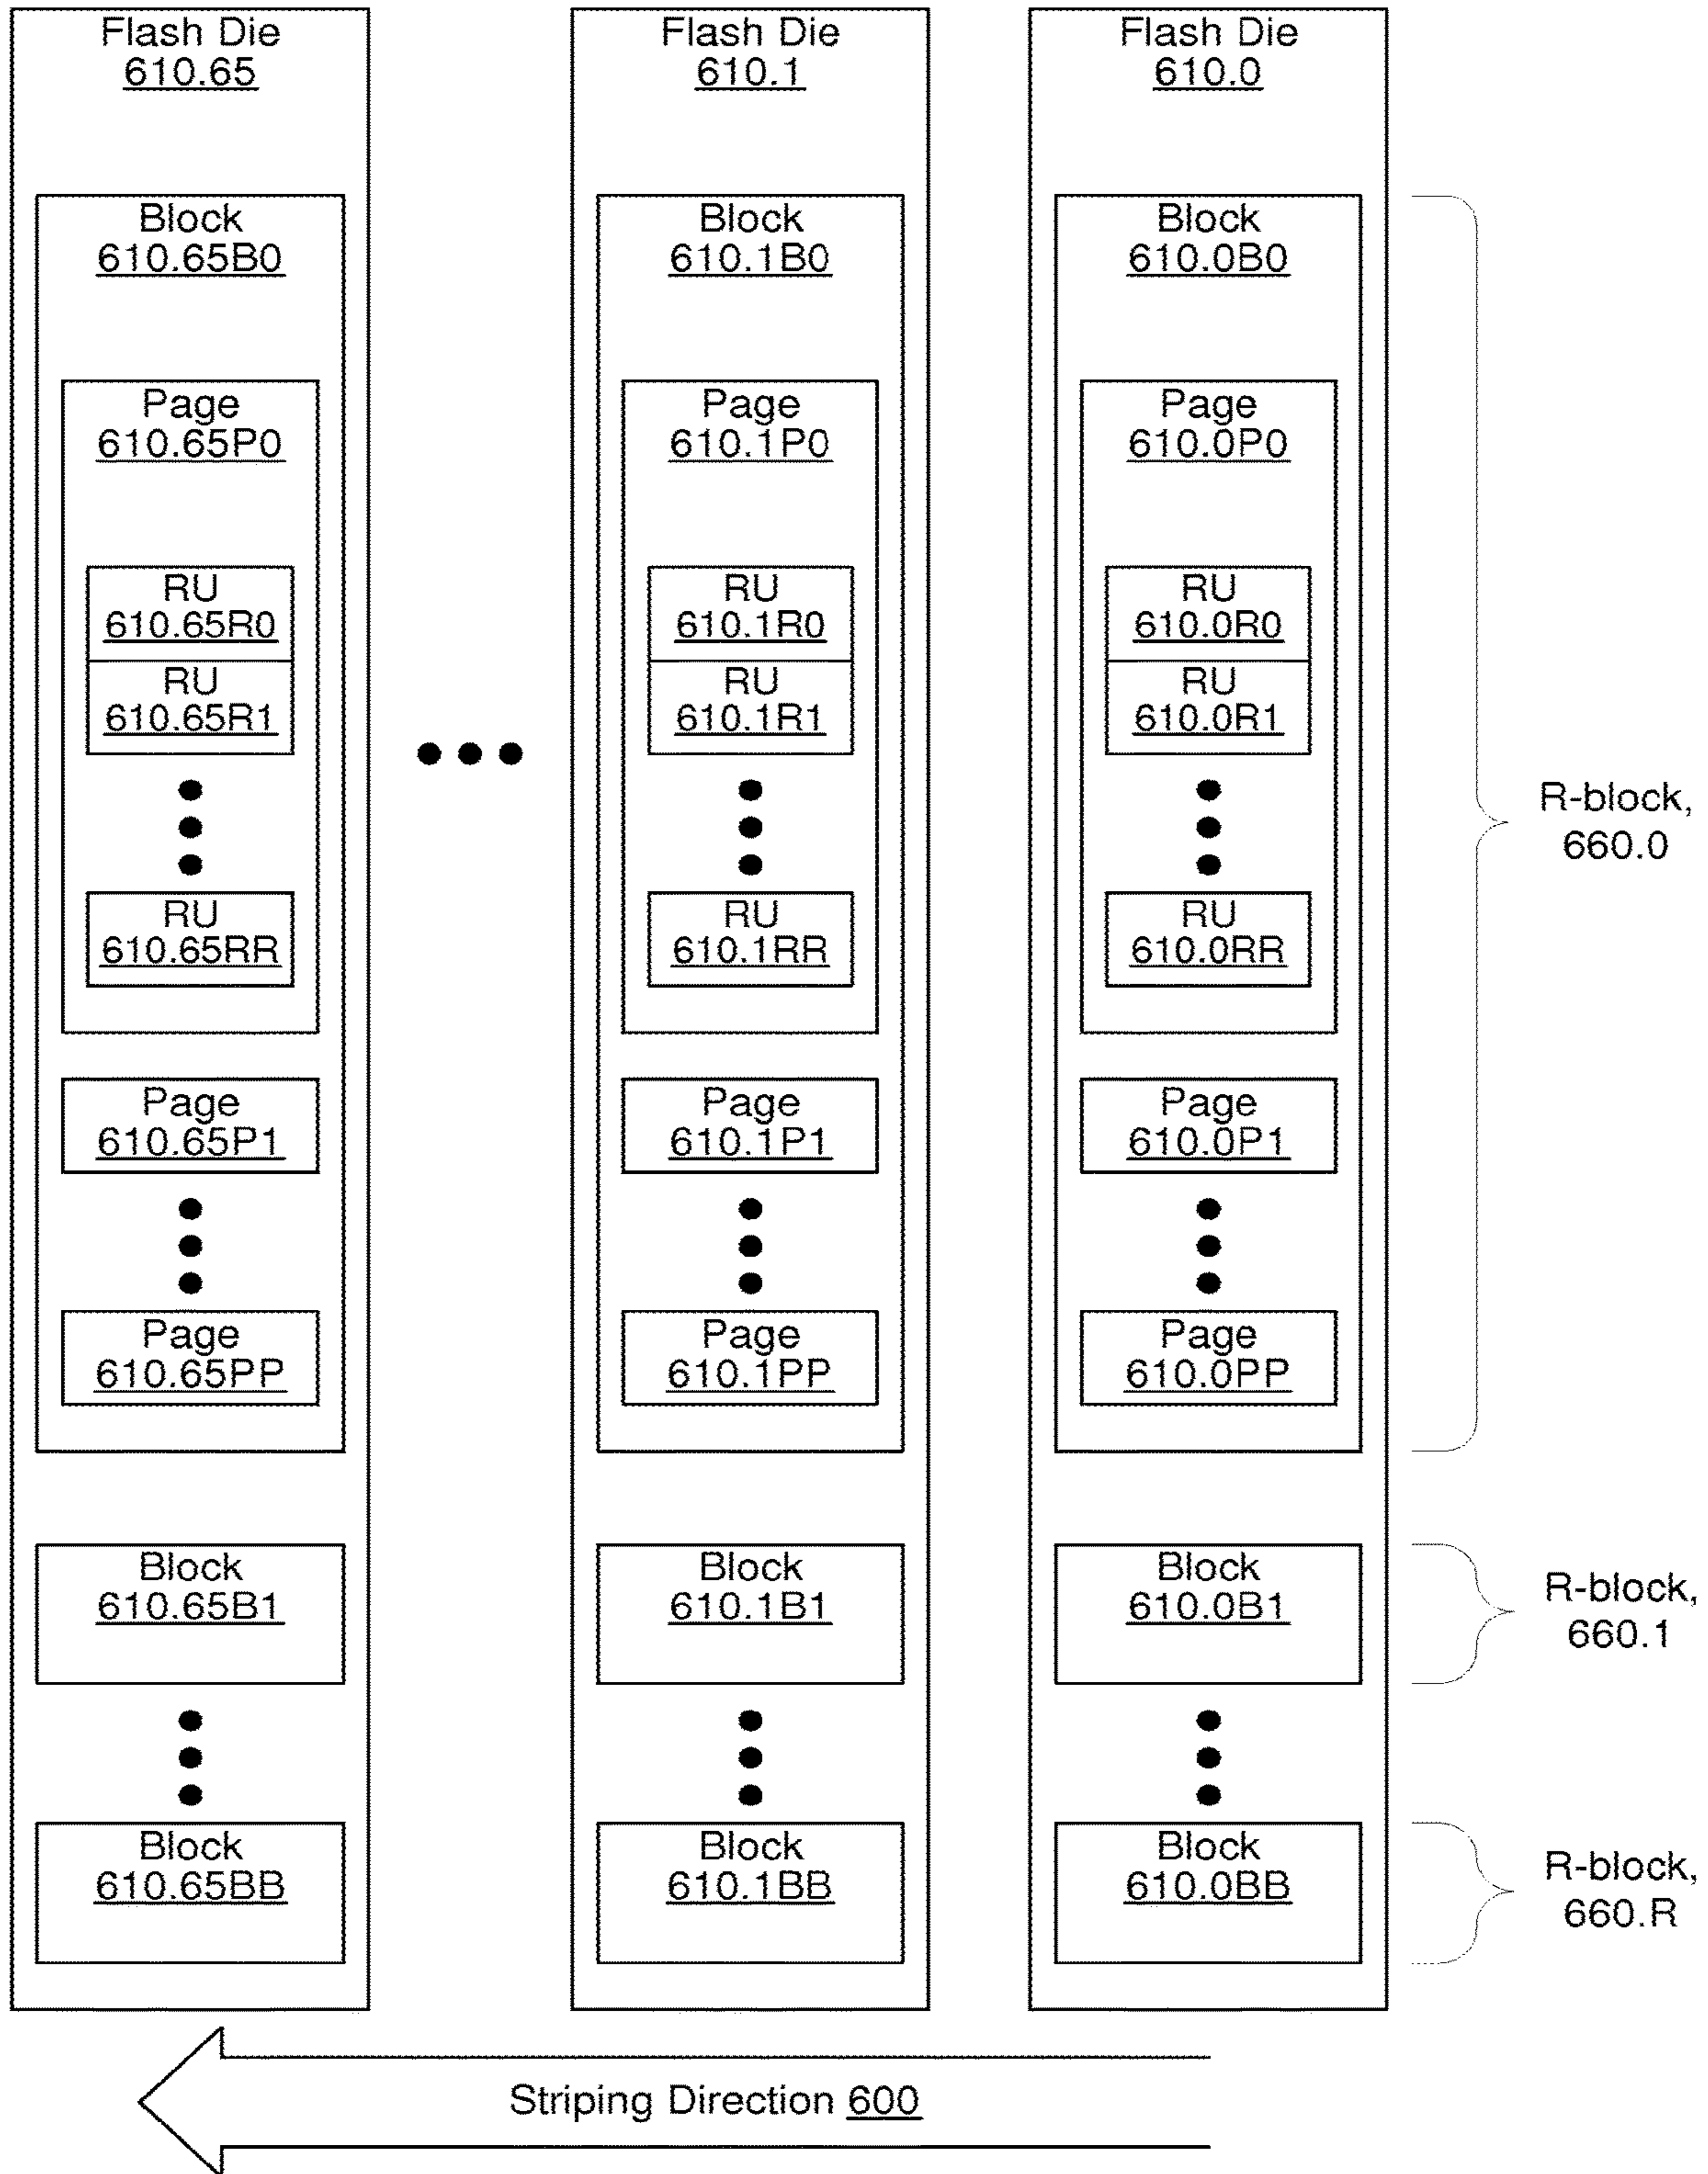 Flash Die
610.65
Block
610.65B0
Page
610.65P0
RU
610.65R0
RU
610.65R1
RU
610.65RR
Page
610.65P1
Page
610.65PP
Block
610.65B1
Block
610.65BB
Flash Die
610.1
Block
610.1B0
Page
610.1P0
RU
610.1R0
RU
610.1R1
RU
610.1RR
Page
610.1P1
Page
610.1PP
Block
610.1B1
Block
610.1BB
Flash Die
610.0
Block
610.0B0
Page
610.0P0
RU
610.0R0
RU
610.0R1
RU
610.0RR
Page
610.0P1
Page
610.0PP
Block
610.0B1
Block
610.0BB
R-block,
660.0
R-block,
660.1
R-block,
660.R
Striping Direction 600